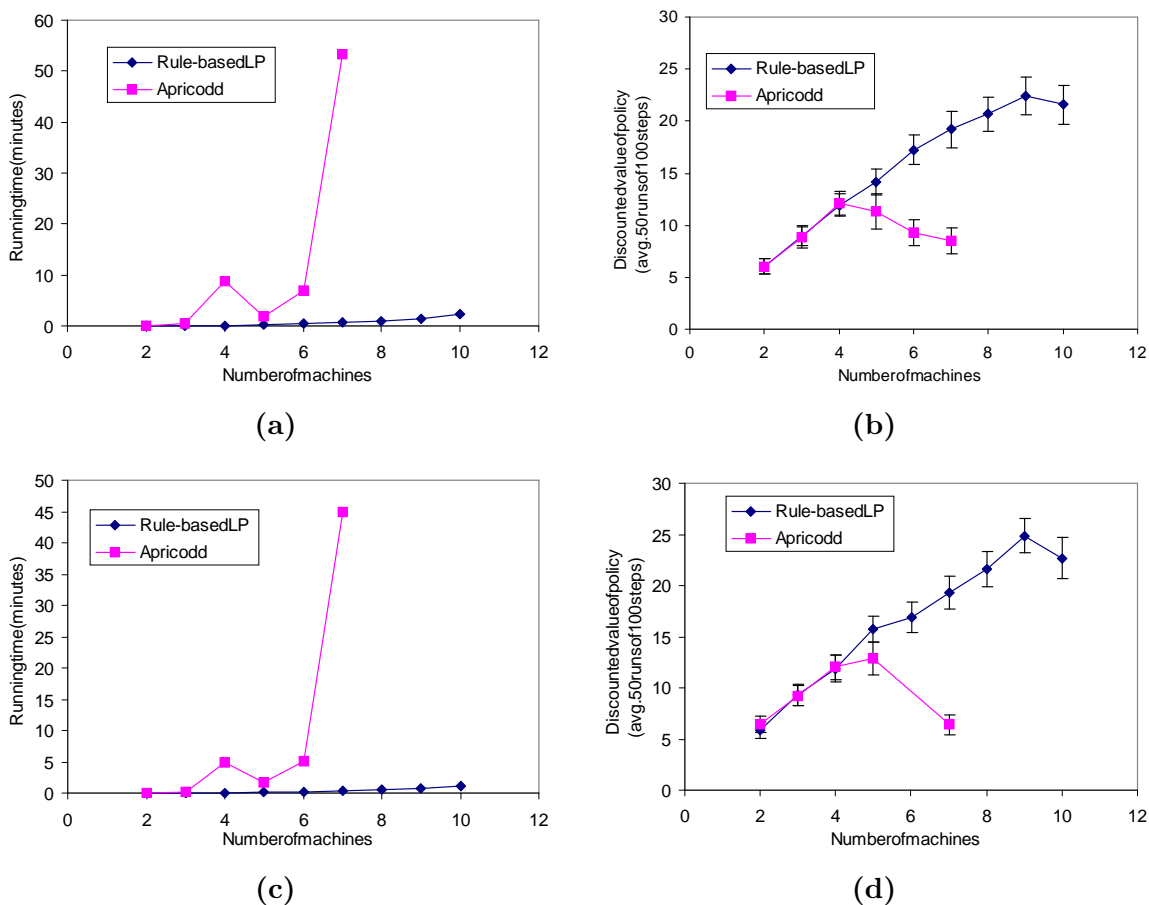 60
50
40
30
20
10
0
Runningtime(minutes)
Rule-basedLP
Apricodd
0 2 4 6 8 10 12
Numberofmachines
(a)
30
25
20
15
10
5
0
Discountedvalueofpolicy
(avg.50runsof100steps)
Rule-basedLP
Apricodd
0 2 4 6 8 10 12
Numberofmachines
(b)
50
45
40
35
30
25
20
15
10
5
0
Runningtime(minutes)
Rule-basedLP
Apricodd
0 2 4 6 8 10 12
Numberofmachines
(c)
30
25
20
15
10
5
0
Discountedvalueofpolicy
(avg.50runsof100steps)
Rule-basedLP
Apricodd
0 2 4 6 8 10 12
Numberofmachines
(d)